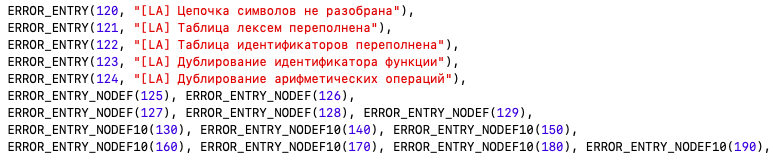 ERROR_ENTRY(120, "[LA] Цепочка символов не разобрана"),
ERROR_ENTRY(121, "[LA] Таблица лексем переполнена"),
ERROR_ENTRY(122, "[LA] Таблица идентификаторов переполнена"),
ERROR_ENTRY(123, "[LA] Дублирование идентификатора функции"),
ERROR_ENTRY(124, "[LA] Дублирование арифметических операций"),
ERROR_ENTRY_NODEF(125), ERROR_ENTRY_NODEF(126),
ERROR_ENTRY_NODEF(127), ERROR_ENTRY_NODEF(128), ERROR_ENTRY_NODEF(129),
ERROR_ENTRY_NODEF10(130), ERROR_ENTRY_NODEF10(140), ERROR_ENTRY_NODEF10(150),
ERROR_ENTRY_NODEF10(160), ERROR_ENTRY_NODEF10(170), ERROR_ENTRY_NODEF10(180), ERROR_ENTRY_NODEF10(190),